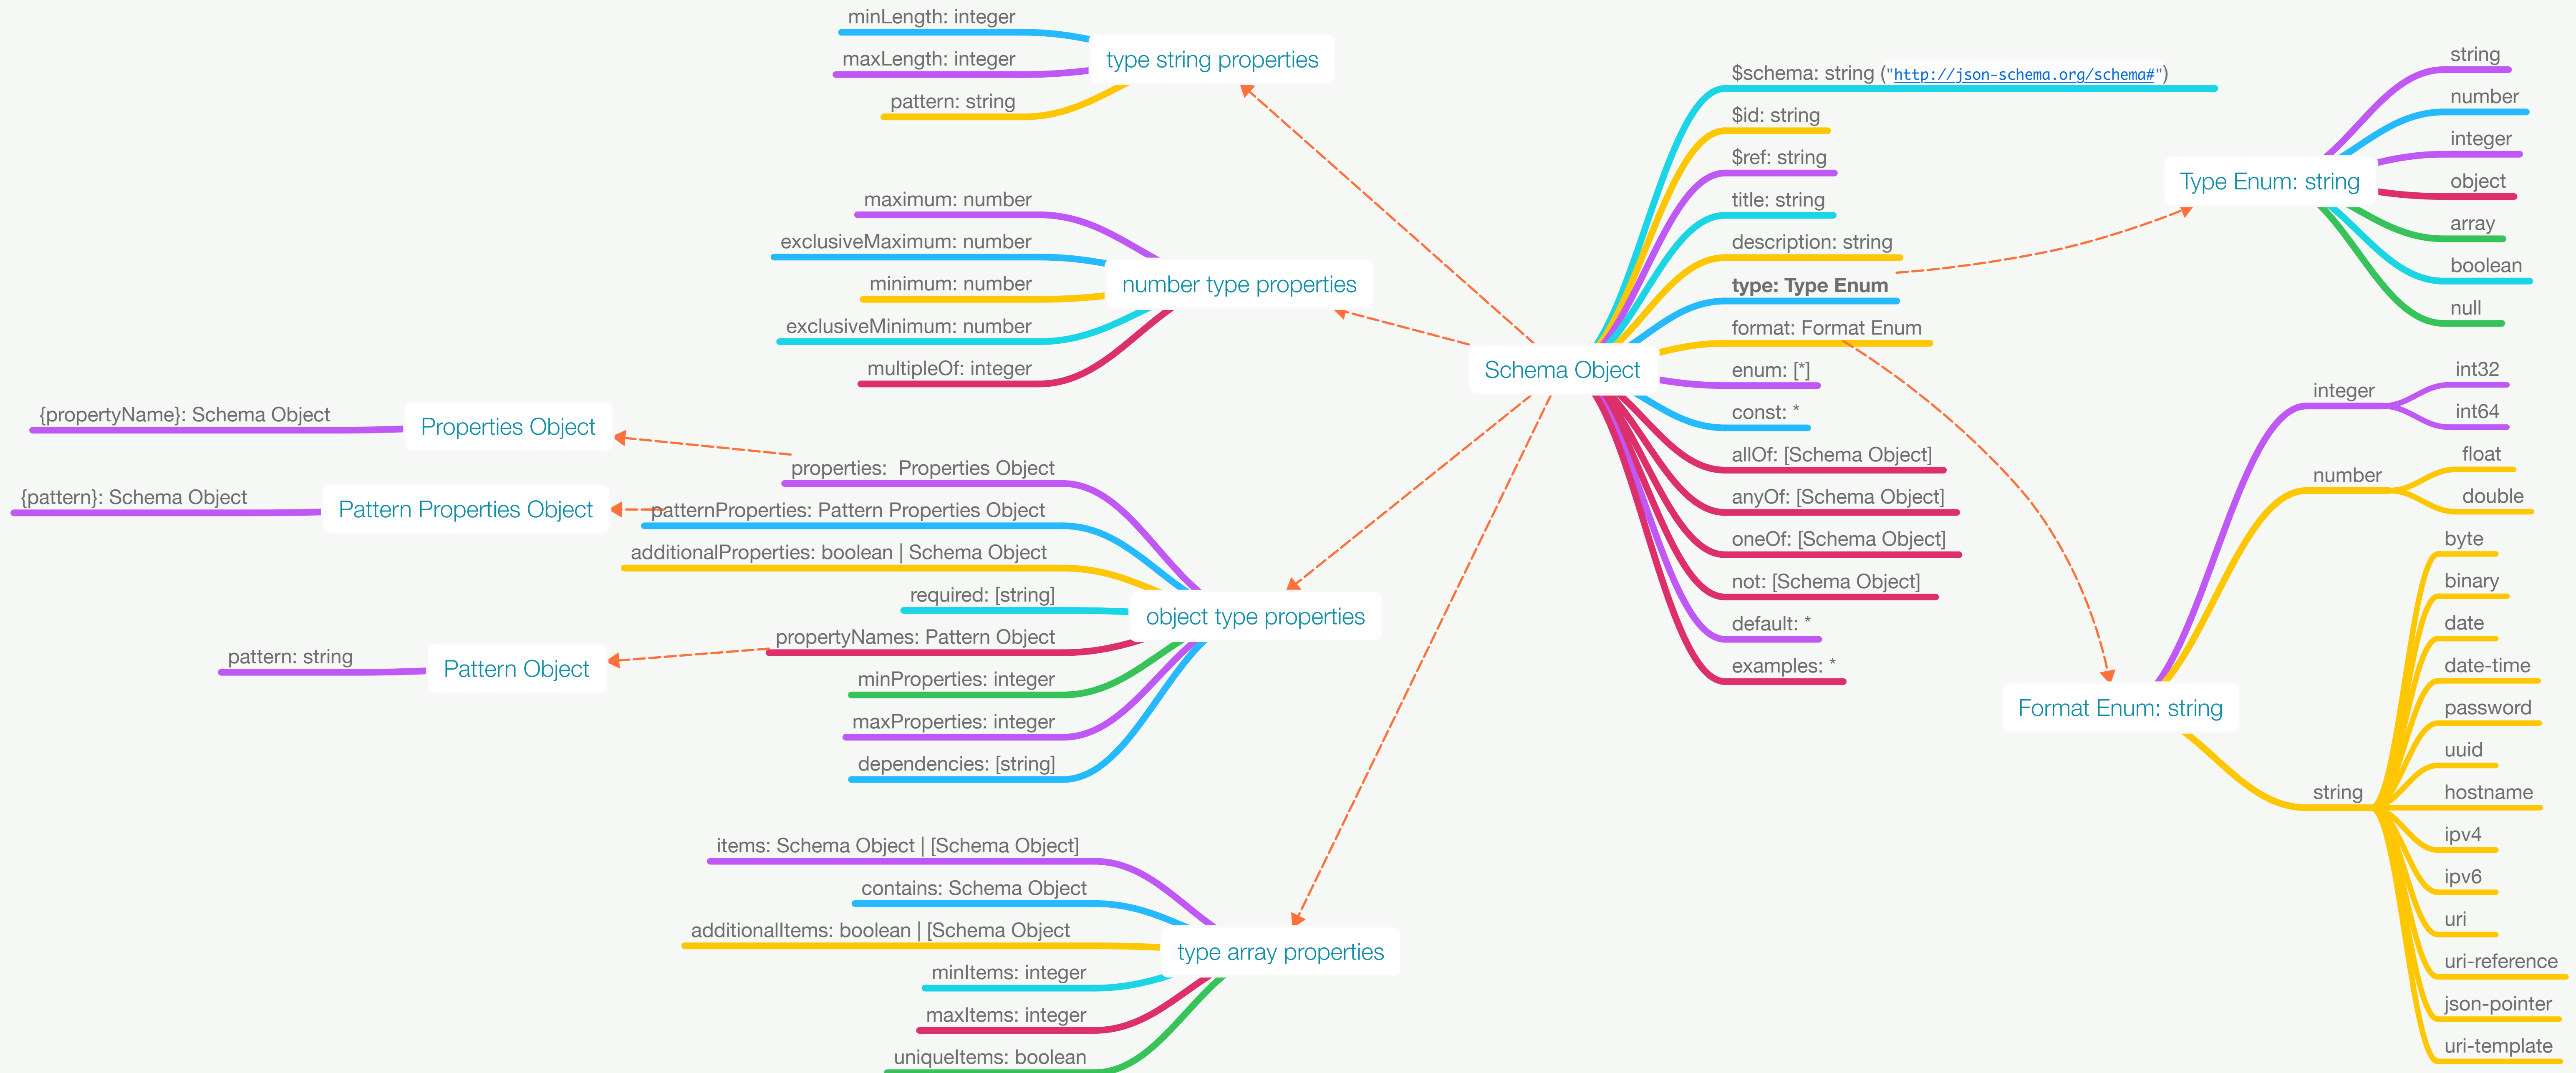 minLength: integer
maxLength: integer
pattern: string
type string properties
maximum: number
exclusiveMaximum: number
minimum: number
exclusiveMinimum: number
multipleOf: integer
number type properties
{propertyName}: Schema Object
Properties Object
{pattern}: Schema Object
Pattern Properties Object
pattern: string
Pattern Object
properties:  Properties Object
patternProperties: Pattern Properties Object
additionalProperties: boolean | Schema Object
required: [string]
propertyNames: Pattern Object
minProperties: integer
maxProperties: integer
dependencies: [string]
object type properties
items: Schema Object | [Schema Object]
contains: Schema Object
additionalItems: boolean | [Schema Object
minItems: integer
maxItems: integer
uniqueItems: boolean
type array properties
Schema Object
$schema: string ("http://json-schema.org/schema#")
$id: string
$ref: string
title: string
description: string
type: Type Enum
format: Format Enum
enum: [*]
const: *
allOf: [Schema Object]
anyOf: [Schema Object]
oneOf: [Schema Object]
not: [Schema Object]
default: *
examples: *
Type Enum: string
string
number
integer
object
array
boolean
null
Format Enum: string
integer
int32
int64
number
float
double
string
byte
binary
date
date-time
password
uuid
hostname
ipv4
ipv6
uri
uri-reference
json-pointer
uri-template